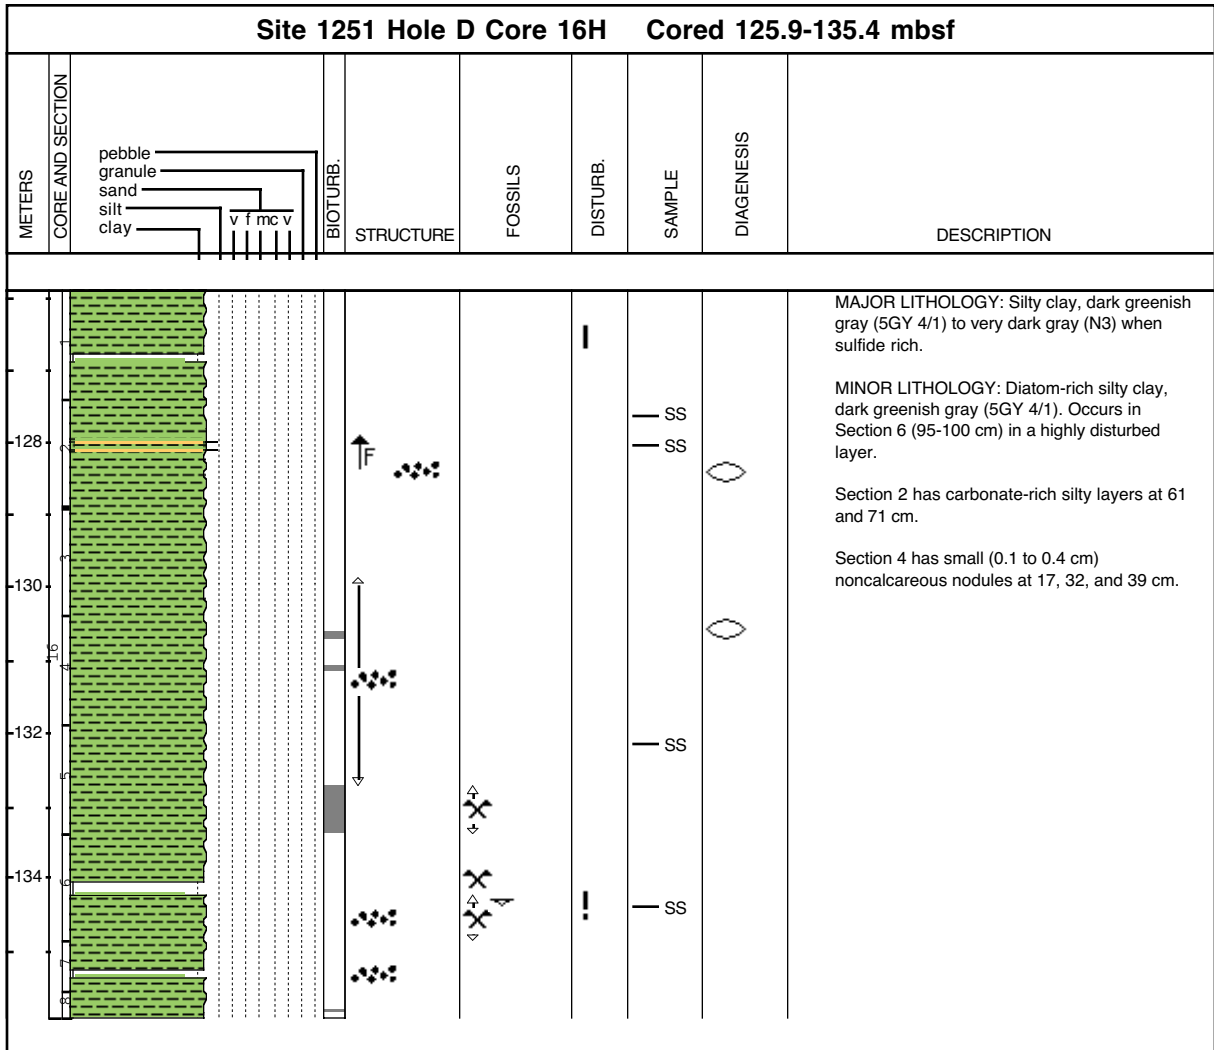 Site 1251 Hole D Core 16H Cored 125.9-135.4 mbsf
METERS
CORE AND SECTION
pebble
granule
sand
silt
clay
v f mc v
BIOTURB.
STRUCTURE
FOSSILS
DISTURB.
SAMPLE
DIAGENESIS
DESCRIPTION
MAJOR LITHOLOGY: Silty clay, dark greenish
gray (5GY 4/1) to very dark gray (N3) when
sulfide rich.
MINOR LITHOLOGY: Diatom-rich silty clay,
dark greenish gray (5GY 4/1). Occurs in
Section 6 (95-100 cm) in a highly disturbed
layer.
Section 2 has carbonate-rich silty layers at 61
and 71 cm.
Section 4 has small (0.1 to 0.4 cm)
noncalcareous nodules at 17, 32, and 39 cm.
1
SS
128
2
F
SS
3
130
16
4
132
SS
5
134
6
!
SS
7
8